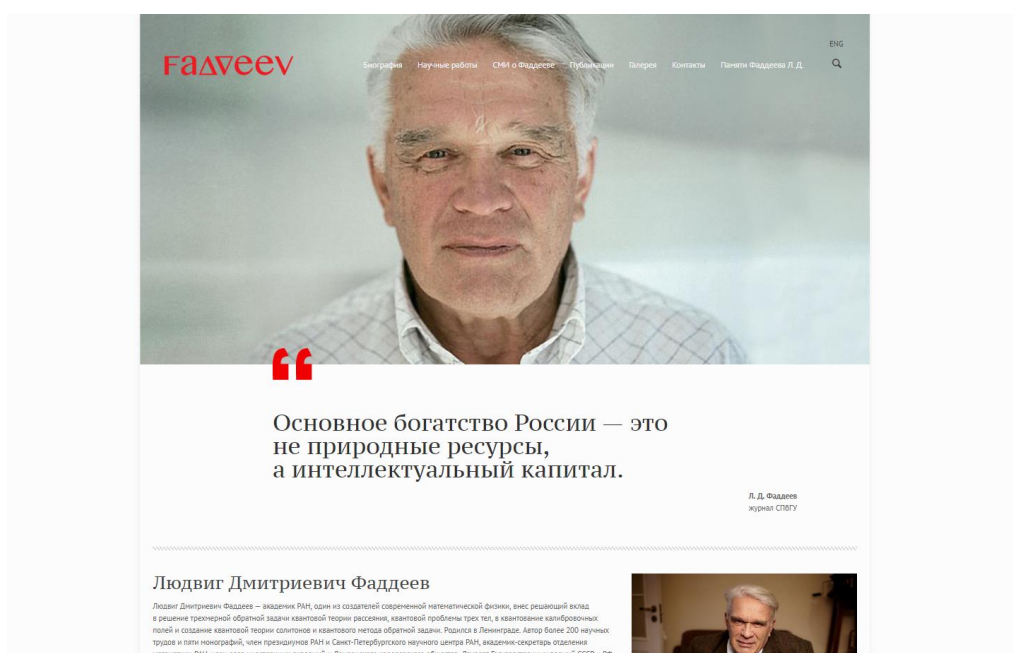 ENG
Faddeev
Биография Научные работы СМИ о Фаддееве Публикации Галерея Контакты Памяти Фаддеева Л. Д.
Основное богатство России — это
не природные ресурсы,
а интеллектуальный капитал.
Л. Д. Фаддеев
журнал СПбГУ
Людвиг Дмитриевич Фаддеев
Людвиг Дмитриевич Фаддеев — академик РАН, один из создателей современной математической физики, внес решающий вклад
в решение трехмерной обратной задачи квантовой теории рассеяния, квантовой проблемы трех тел, в квантование калибровочных
полей и создание квантовой теории солитонов и квантового метода обратной задачи. Родился в Ленинграде. Автор более 200 научных
трудов и пяти монографий, член президиумов РАН и Санкт-Петербургского научного центра РАН, академик-секретарь отделения